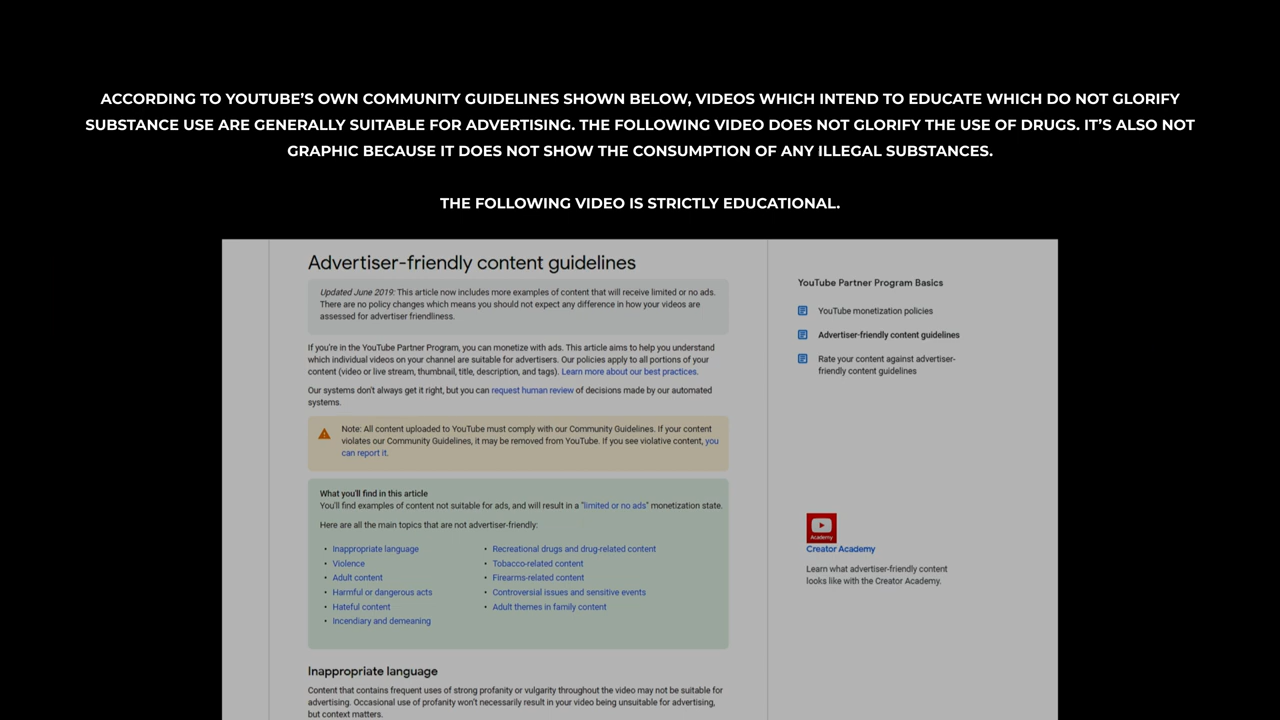 ACCORDING TO YOUTUBE'S OWN COMMUNITY GUIDELINES SHOWN BELOW, VIDEOS WHICH INTEND TO EDUCATE WHICH DO NOT GLORIFY
SUBSTANCE USE ARE GENERALLY SUITABLE FOR ADVERTISING. THE FOLLOWING VIDEO DOES NOT GLORIFY THE USE OF DRUGS. IT'S ALSO NOT
GRAPHIC BECAUSE IT DOES NOT SHOW THE CONSUMPTION OF ANY ILLEGAL SUBSTANCES.
THE FOLLOWING VIDEO IS STRICTLY EDUCATIONAL.
Advertiser-friendly content guidelines
Updated June 2019: This article now includes more examples of content that will receive limited or no ads.
There are no policy changes which means you should not expect any difference in how your videos are
assessed for advertiser friendliness.
If you're in the YouTube Partner Program, you can monetize with ads. This article aims to help you understand
which individual videos on your channel are suitable for advertisers. Our policies apply to all portions of your
content (video or live stream, thumbnail, title, description, and tags). Learn more about our best practices.
Our systems don't always get it right, but you can request human review of decisions made by our automated
systems.
Note: All content uploaded to YouTube must comply with our Community Guidelines. If your content
violates our Community Guidelines, it may be removed from YouTube. If you see violative content, you
can report it.
What you'll find in this article
You'll find examples of content not suitable for ads, and will result in a "limited or no ads" monetization state.
Here are all the main topics that are not advertiser-friendly:
• Inappropriate language
• Violence
• Adult content
• Harmful or dangerous acts
• Hateful content
• Incendiary and demeaning
• Recreational drugs and drug-related content
• Tobacco-related content
• Firearms-related content
• Controversial issues and sensitive events
• Adult themes in family content
Inappropriate language
Content that contains frequent uses of strong profanity or vulgarity throughout the video may not be suitable for
advertising. Occasional use of profanity won't necessarily result in your video being unsuitable for advertising,
but context matters.
YouTube Partner Program Basics
YouTube monetization policies
Advertiser-friendly content guidelines
Rate your content against advertiser-
friendly content guidelines
Academy
Creator Academy
Learn what advertiser-friendly content
looks like with the Creator Academy.